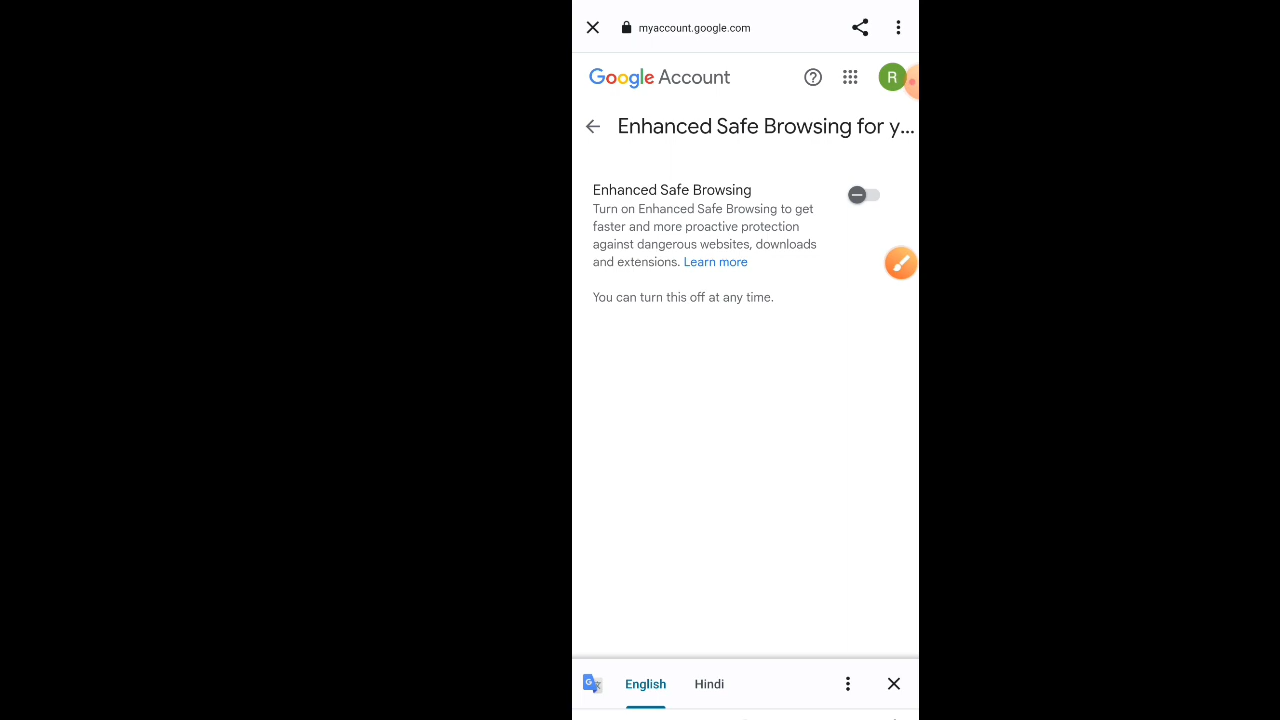 myaccount.google.com
Google Account
R
Enhanced Safe Browsing for y...
Enhanced Safe Browsing
Turn on Enhanced Safe Browsing to get
faster and more proactive protection
against dangerous websites, downloads
and extensions. Learn more
You can turn this off at any time.
English Hindi